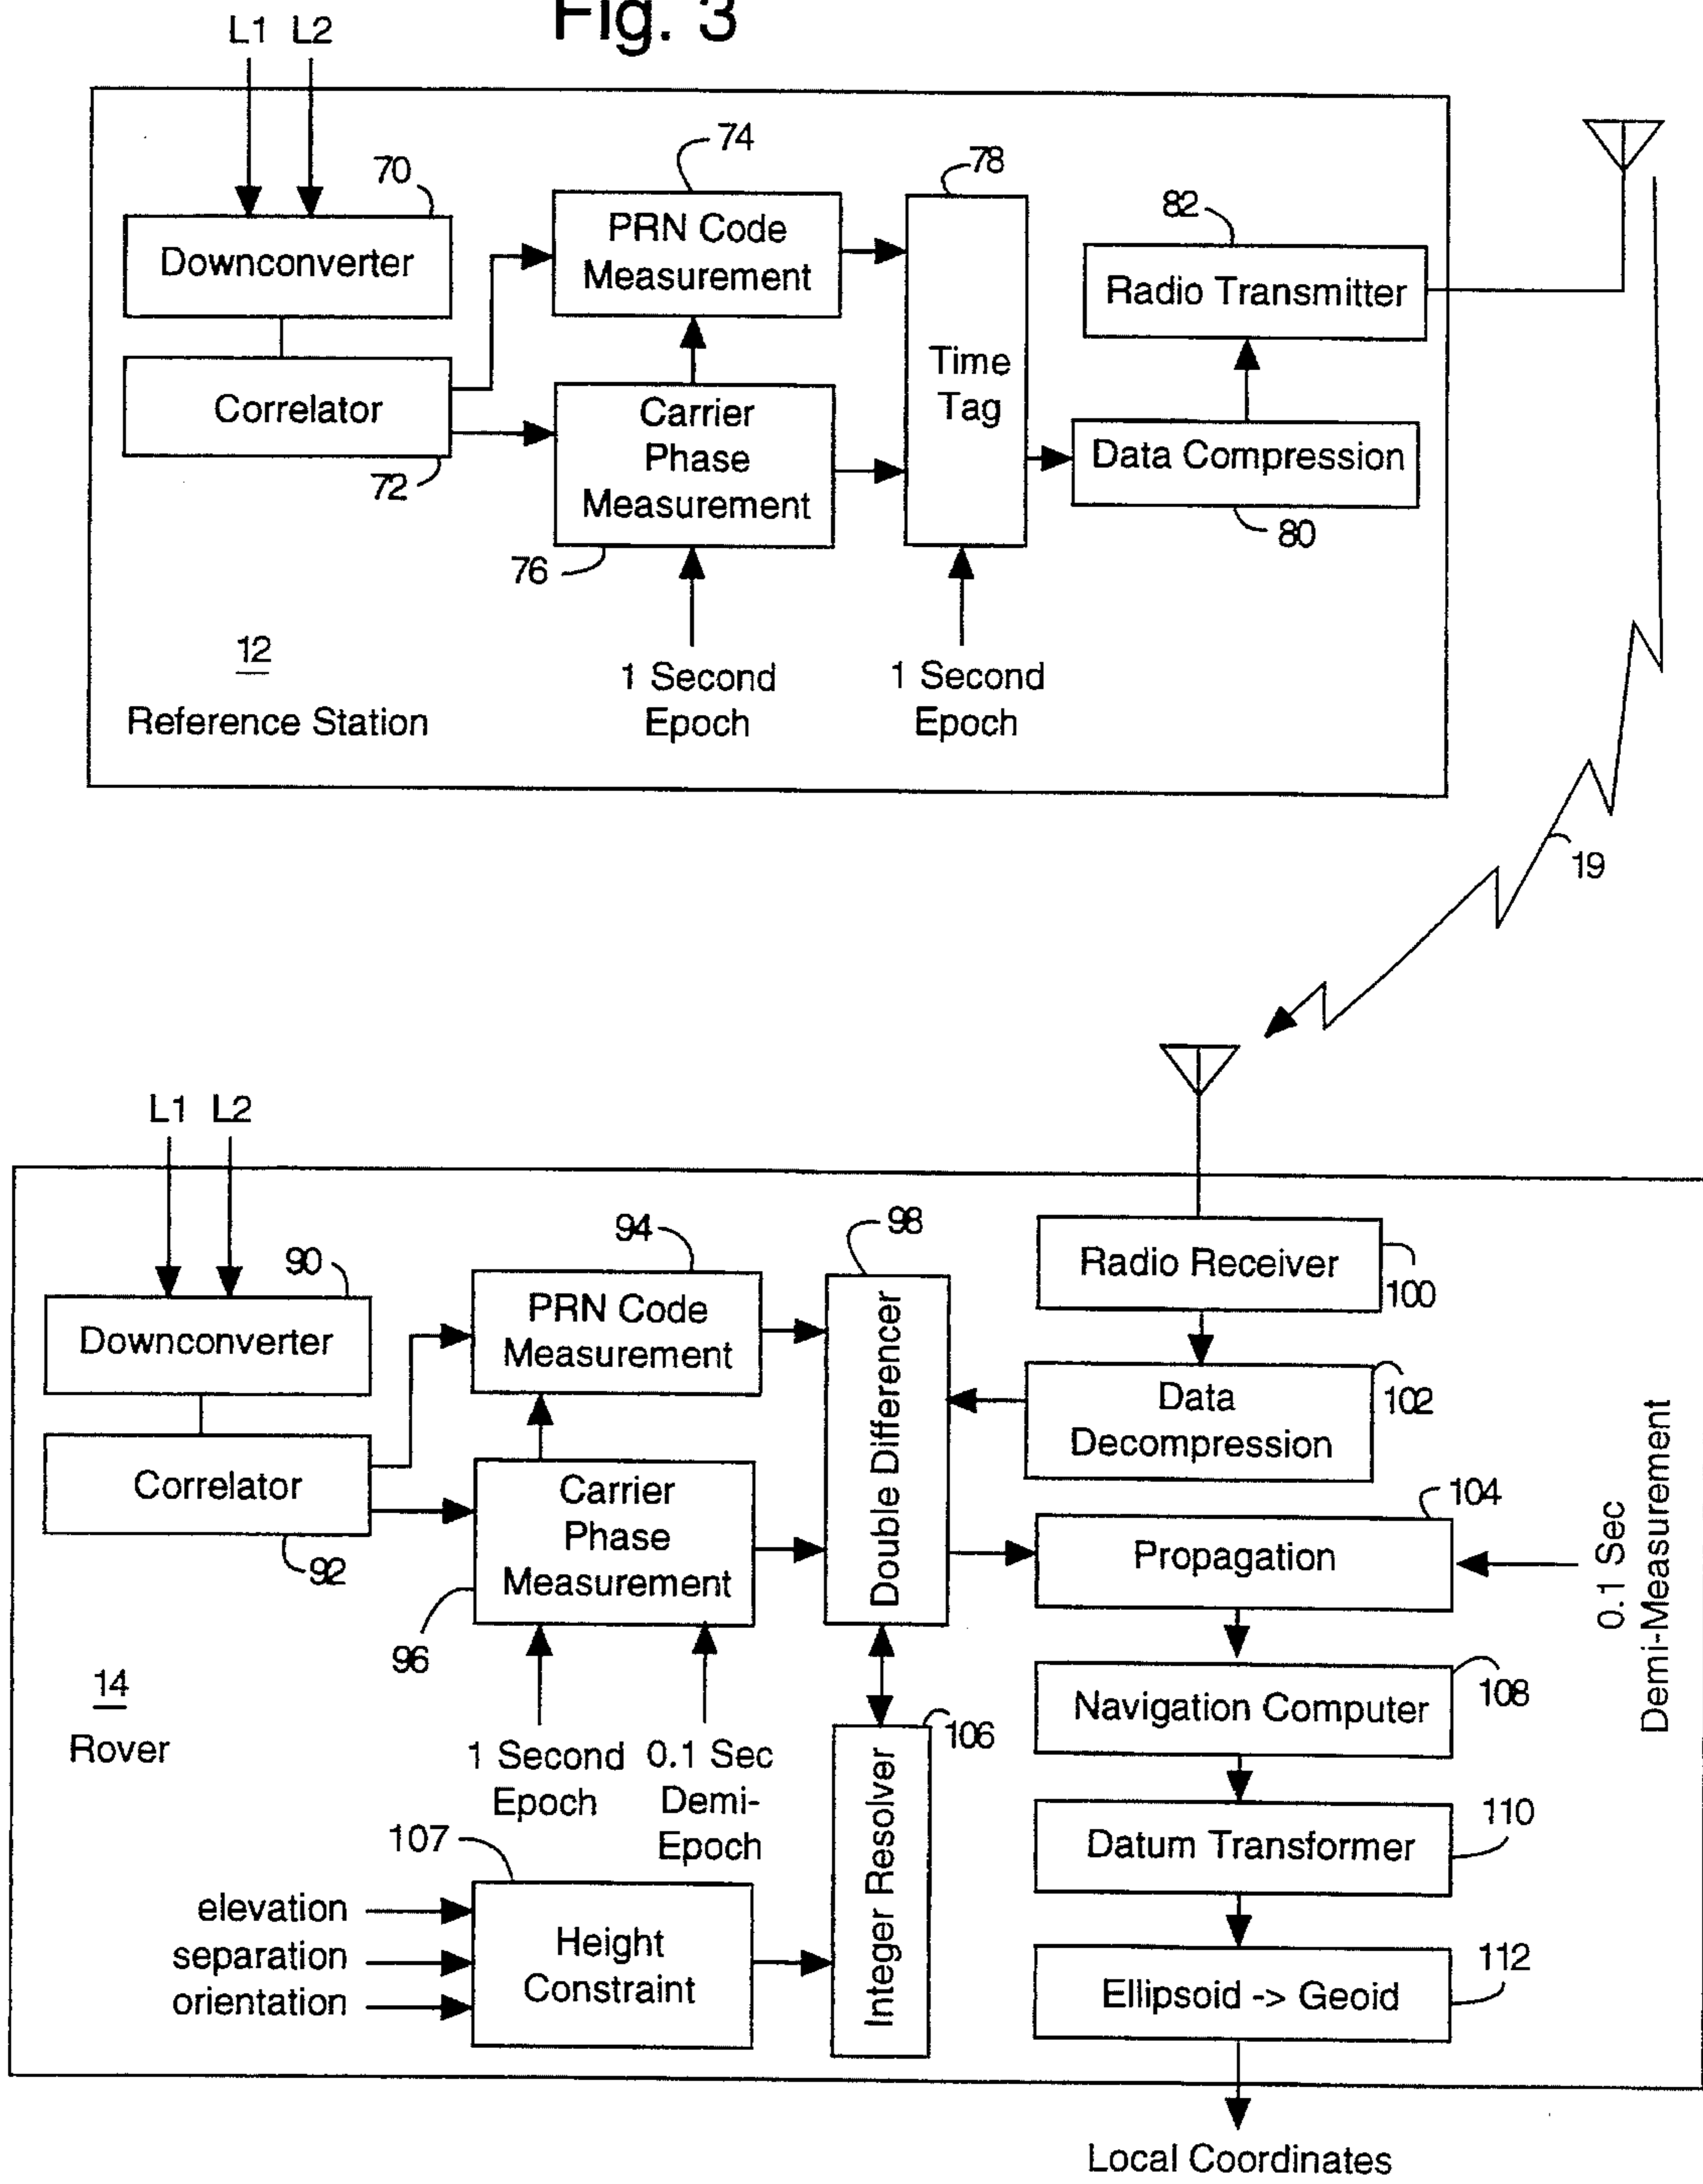 Fig. 3
L1 L2
70
Downconverter
Correlator
72
74
PRN Code
Measurement
Carrier
Phase
Measurement
76
78
Time
Tag
82
Radio Transmitter
Data Compression
80
1 Second
Epoch
1 Second
Epoch
12
Reference Station
19
L1 L2
90
Downconverter
Correlator
92
94
PRN Code
Measurement
Carrier
Phase
Measurement
96
98
Double Differencer
Radio Receiver
100
Data
Decompression
102
104
Propagation
0.1 Sec
Demi-Measurement
Navigation Computer
108
Datum Transformer
110
Ellipsoid -> Geoid
112
14
Rover
1 Second
Epoch
0.1 Sec
Demi-
Epoch
106
Integer Resolver
107
elevation
separation
orientation
Height
Constraint
Local Coordinates